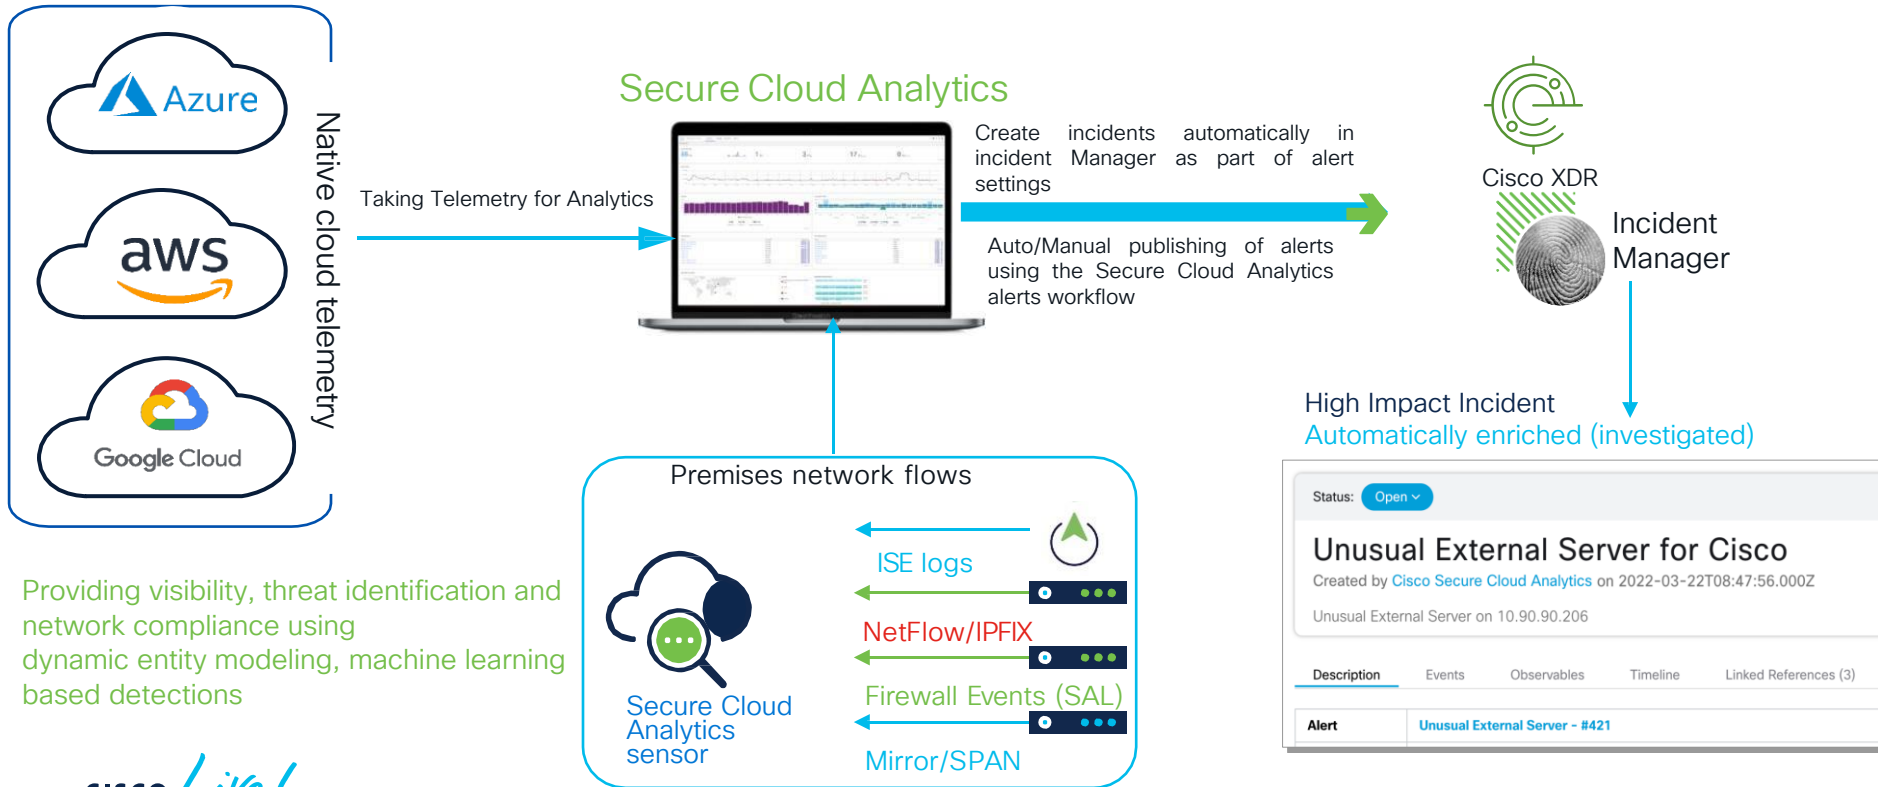 Azure
aws
Google Cloud
Native cloud telemetry
Taking Telemetry for Analytics
Secure Cloud Analytics
Create incidents automatically in
incident Manager as part of alert
settings
Auto/Manual publishing of alerts
using the Secure Cloud Analytics
alerts workflow
Cisco XDR
Incident
Manager
High Impact Incident
Automatically enriched (investigated)
Status: Open
Unusual External Server for Cisco
Created by Cisco Secure Cloud Analytics on 2022-03-22T08:47:56.000Z
Unusual External Server on 10.90.90.206
Description Events Observables Timeline Linked References (3)
Alert Unusual External Server - #421
Premises network flows
ISE logs
NetFlow/IPFIX
Firewall Events (SAL)
Mirror/SPAN
Secure Cloud
Analytics
sensor
Providing visibility, threat identification and
network compliance using
dynamic entity modeling, machine learning
based detections
cisco Live!